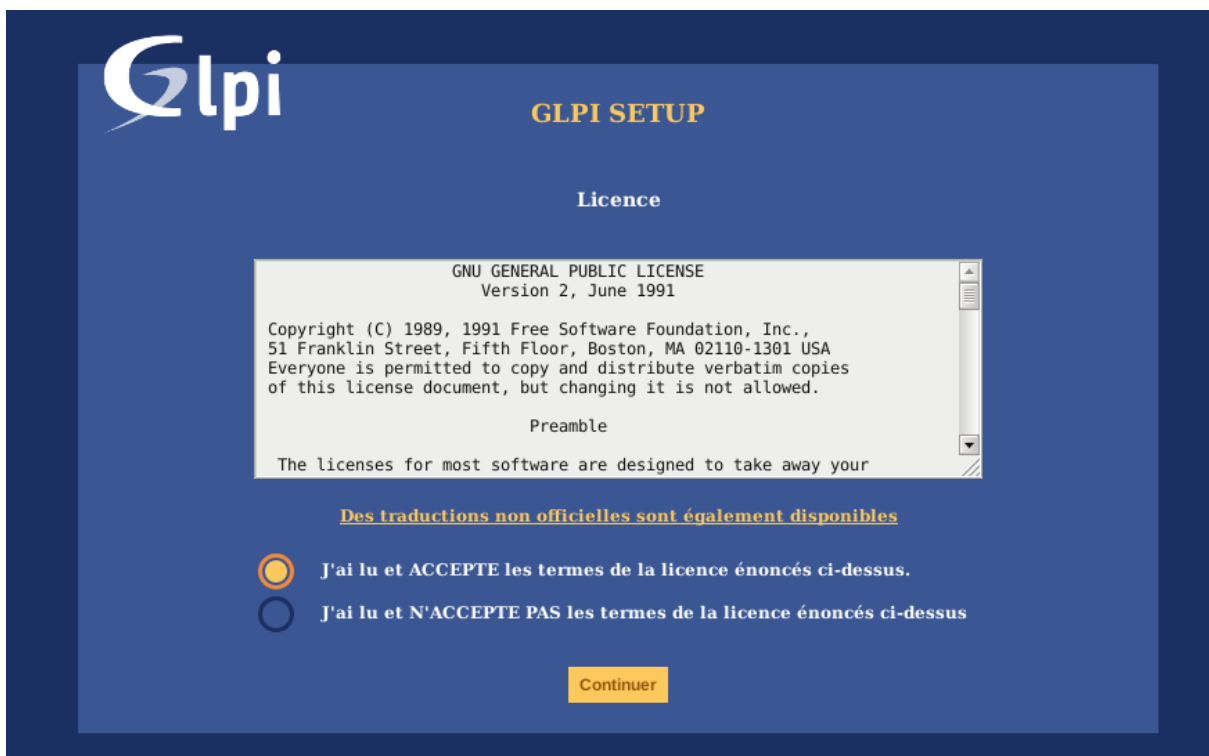 Glpi
GLPI SETUP
Licence
GNU GENERAL PUBLIC LICENSE
Version 2, June 1991
Copyright (C) 1989, 1991 Free Software Foundation, Inc.,
51 Franklin Street, Fifth Floor, Boston, MA 02110-1301 USA
Everyone is permitted to copy and distribute verbatim copies
of this license document, but changing it is not allowed.
Preamble
The licenses for most software are designed to take away your
Des traductions non officielles sont également disponibles
J'ai lu et ACCEPTE les termes de la licence énoncés ci-dessus.
J'ai lu et N'ACCEPTE PAS les termes de la licence énoncés ci-dessus
Continuer